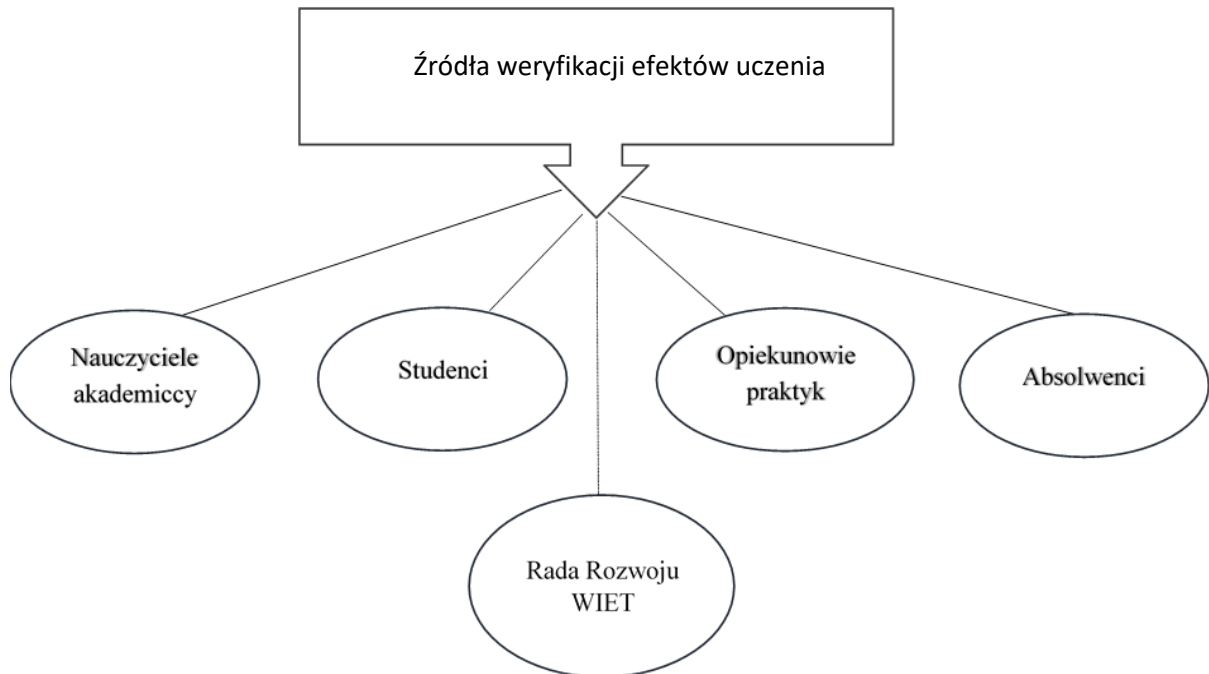 Źródła weryfikacji efektów uczenia
Nauczyciele
akademiccy
Studenci
Opiekunowie
praktyk
Absolwenci
Rada Rozwoju
WIET